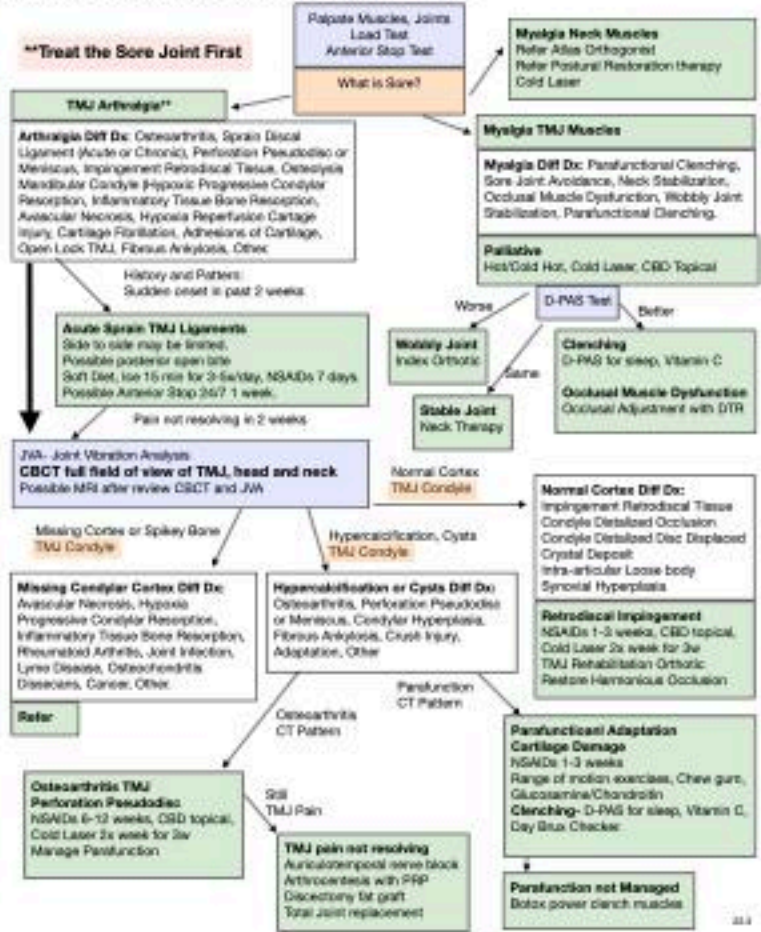 Palpate Muscles, Joints
Load Test
Anterior Stop Test
What is Sore?
**Treat the Sore Joint First
Myalgia Neck Muscles
Refer Atlas Orthogonist
Refer Postural Restoration therapy
Cold Laser
TMJ Arthralgia**
Arthralgia Diff Dx: Osteoarthritis, Sprain Discal
Ligament (Acute or Chronic), Perforation Pseudodisc or
Meniscus, Impingement Retrodiscal Tissue, Osteolysis
Mandibular Condyle (Hypoxic Progressive Condylar
Resorption, Inflammatory Tissue Bone Resorption,
Avascular Necrosis, Hypoxia Reperfusion Cartage
Injury, Cartilage Fibrillation, Adhesions of Cartilage,
Open Lock TMJ, Fibrous Ankylosis, Other
Myalgia TMJ Muscles
Myalgia Diff Dx: Parafunctional Clenching,
Sore Joint Avoidance, Neck Stabilization,
Occlusal Muscle Dysfunction, Wobbly Joint
Stabilization, Parafunctional Clenching.
Palliative
Hot/Cold Hot, Cold Laser, CBD Topical
History and Pattern:
Sudden onset in past 2 weeks
Worse
D-PAS Test
Better
Same
Acute Sprain TMJ Ligaments
Side to side may be limited.
Possible posterior open bite
Soft Diet, Ice 15 min for 3-5x/day, NSAIDs 7 days
Possible Anterior Stop 24/7 1 week.
Wobbly Joint
Index Orthotic
Clenching
D-PAS for sleep, Vitamin C
Occlusal Muscle Dysfunction
Occlusal Adjustment with DTR
Stable Joint
Neck Therapy
Pain not resolving in 2 weeks
JVA- Joint Vibration Analysis
CBCT full field of view of TMJ, head and neck
Possible MRI after review CBCT and JVA
Normal Cortex
TMJ Condyle
Missing Cortex or Spikey Bone
TMJ Condyle
Hypercalcification, Cysts
TMJ Condyle
Normal Cortex Diff Dx:
Impingement Retrodiscal Tissue
Condyle Distalized Occlusion
Condyle Distalized Disc Displaced
Crystal Deposit
Intra-articular Loose body
Synovial Hyperplasia
Retrodiscal Impingement
NSAIDs 1-3 weeks, CBD topical,
Cold Laser 2x week for 3w
TMJ Rehabilitation Orthotic
Restore Harmonious Occlusion
Missing Condylar Cortex Diff Dx:
Avascular Necrosis, Hypoxia
Progressive Condylar Resorption,
Inflammatory Tissue Bone Resorption,
Rheumatoid Arthritis, Joint Infection,
Lyme Disease, Osteochondritis
Dissecans, Cancer, Other
Refer
Hypercalcification or Cysts Diff Dx:
Osteoarthritis, Perforation Pseudodisc
or Meniscus, Condylar Hyperplasia,
Fibrous Ankylosis, Crush Injury,
Adaptation, Other
Osteoarthritis
CT Pattern
Parafunction
CT Pattern
Osteoarthritis TMJ
Perforation Pseudodisc
NSAIDs 6-12 weeks, CBD topical,
Cold Laser 2x week for 3w
Manage Parafunction
Still
TMJ Pain
TMJ pain not resolving
Auriculotemporal nerve block
Arthrocentesis with PRP
Discectomy fat graft
Total Joint replacement
Parafunctioanl Adaptation
Cartilage Damage
NSAIDs 1-3 weeks
Range of motion exercises, Chew gum,
Glucosamine/Chondroitin
Clenching- D-PAS for sleep, Vitamin C,
Day Brux Checker
Parafunction not Managed
Botox power clench muscles